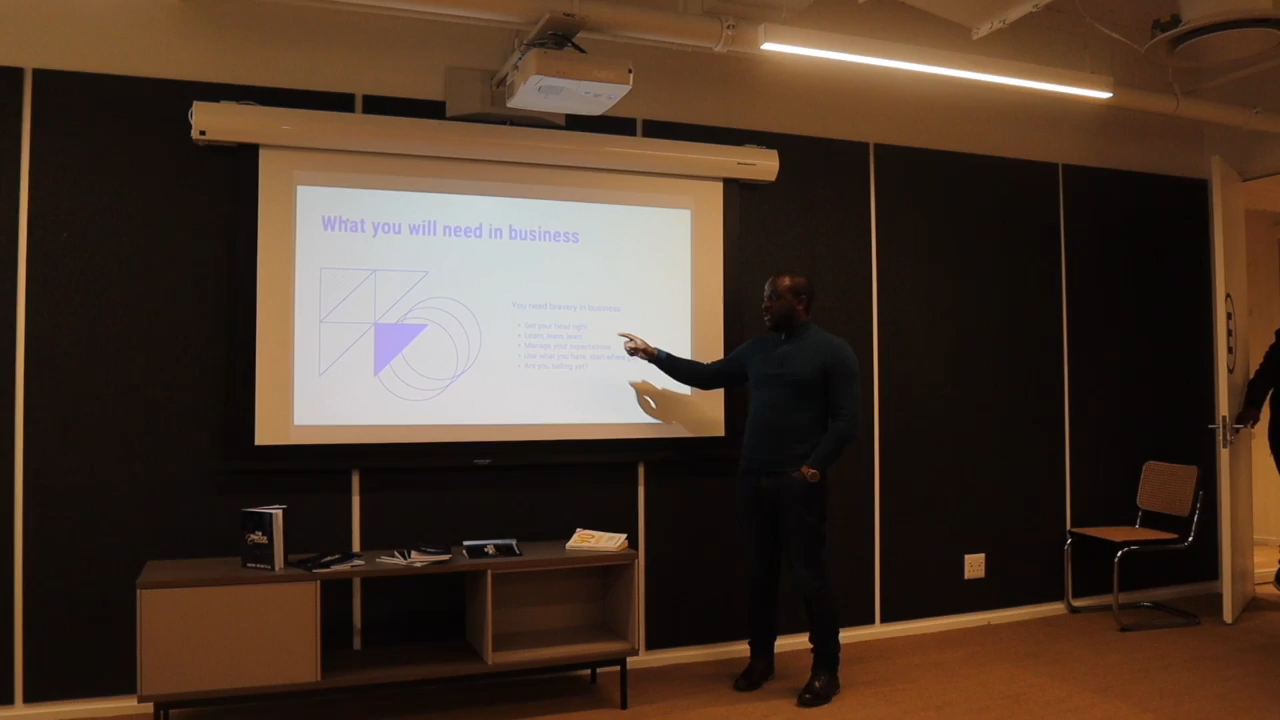 What you will need in business
You need bravery in business
Get your head right
Learn, learn, learn
Manage your expectations
Use what you have, start where
Are you selling yet?